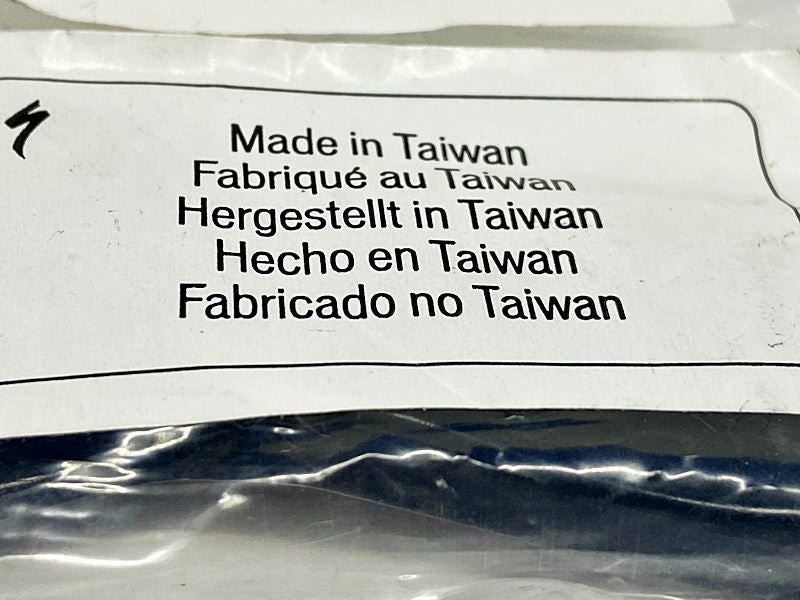 Made in Taiwan
Fabriqué au Taiwan
Hergestellt in Taiwan
Hecho en Taiwan
Fabricado no Taiwan